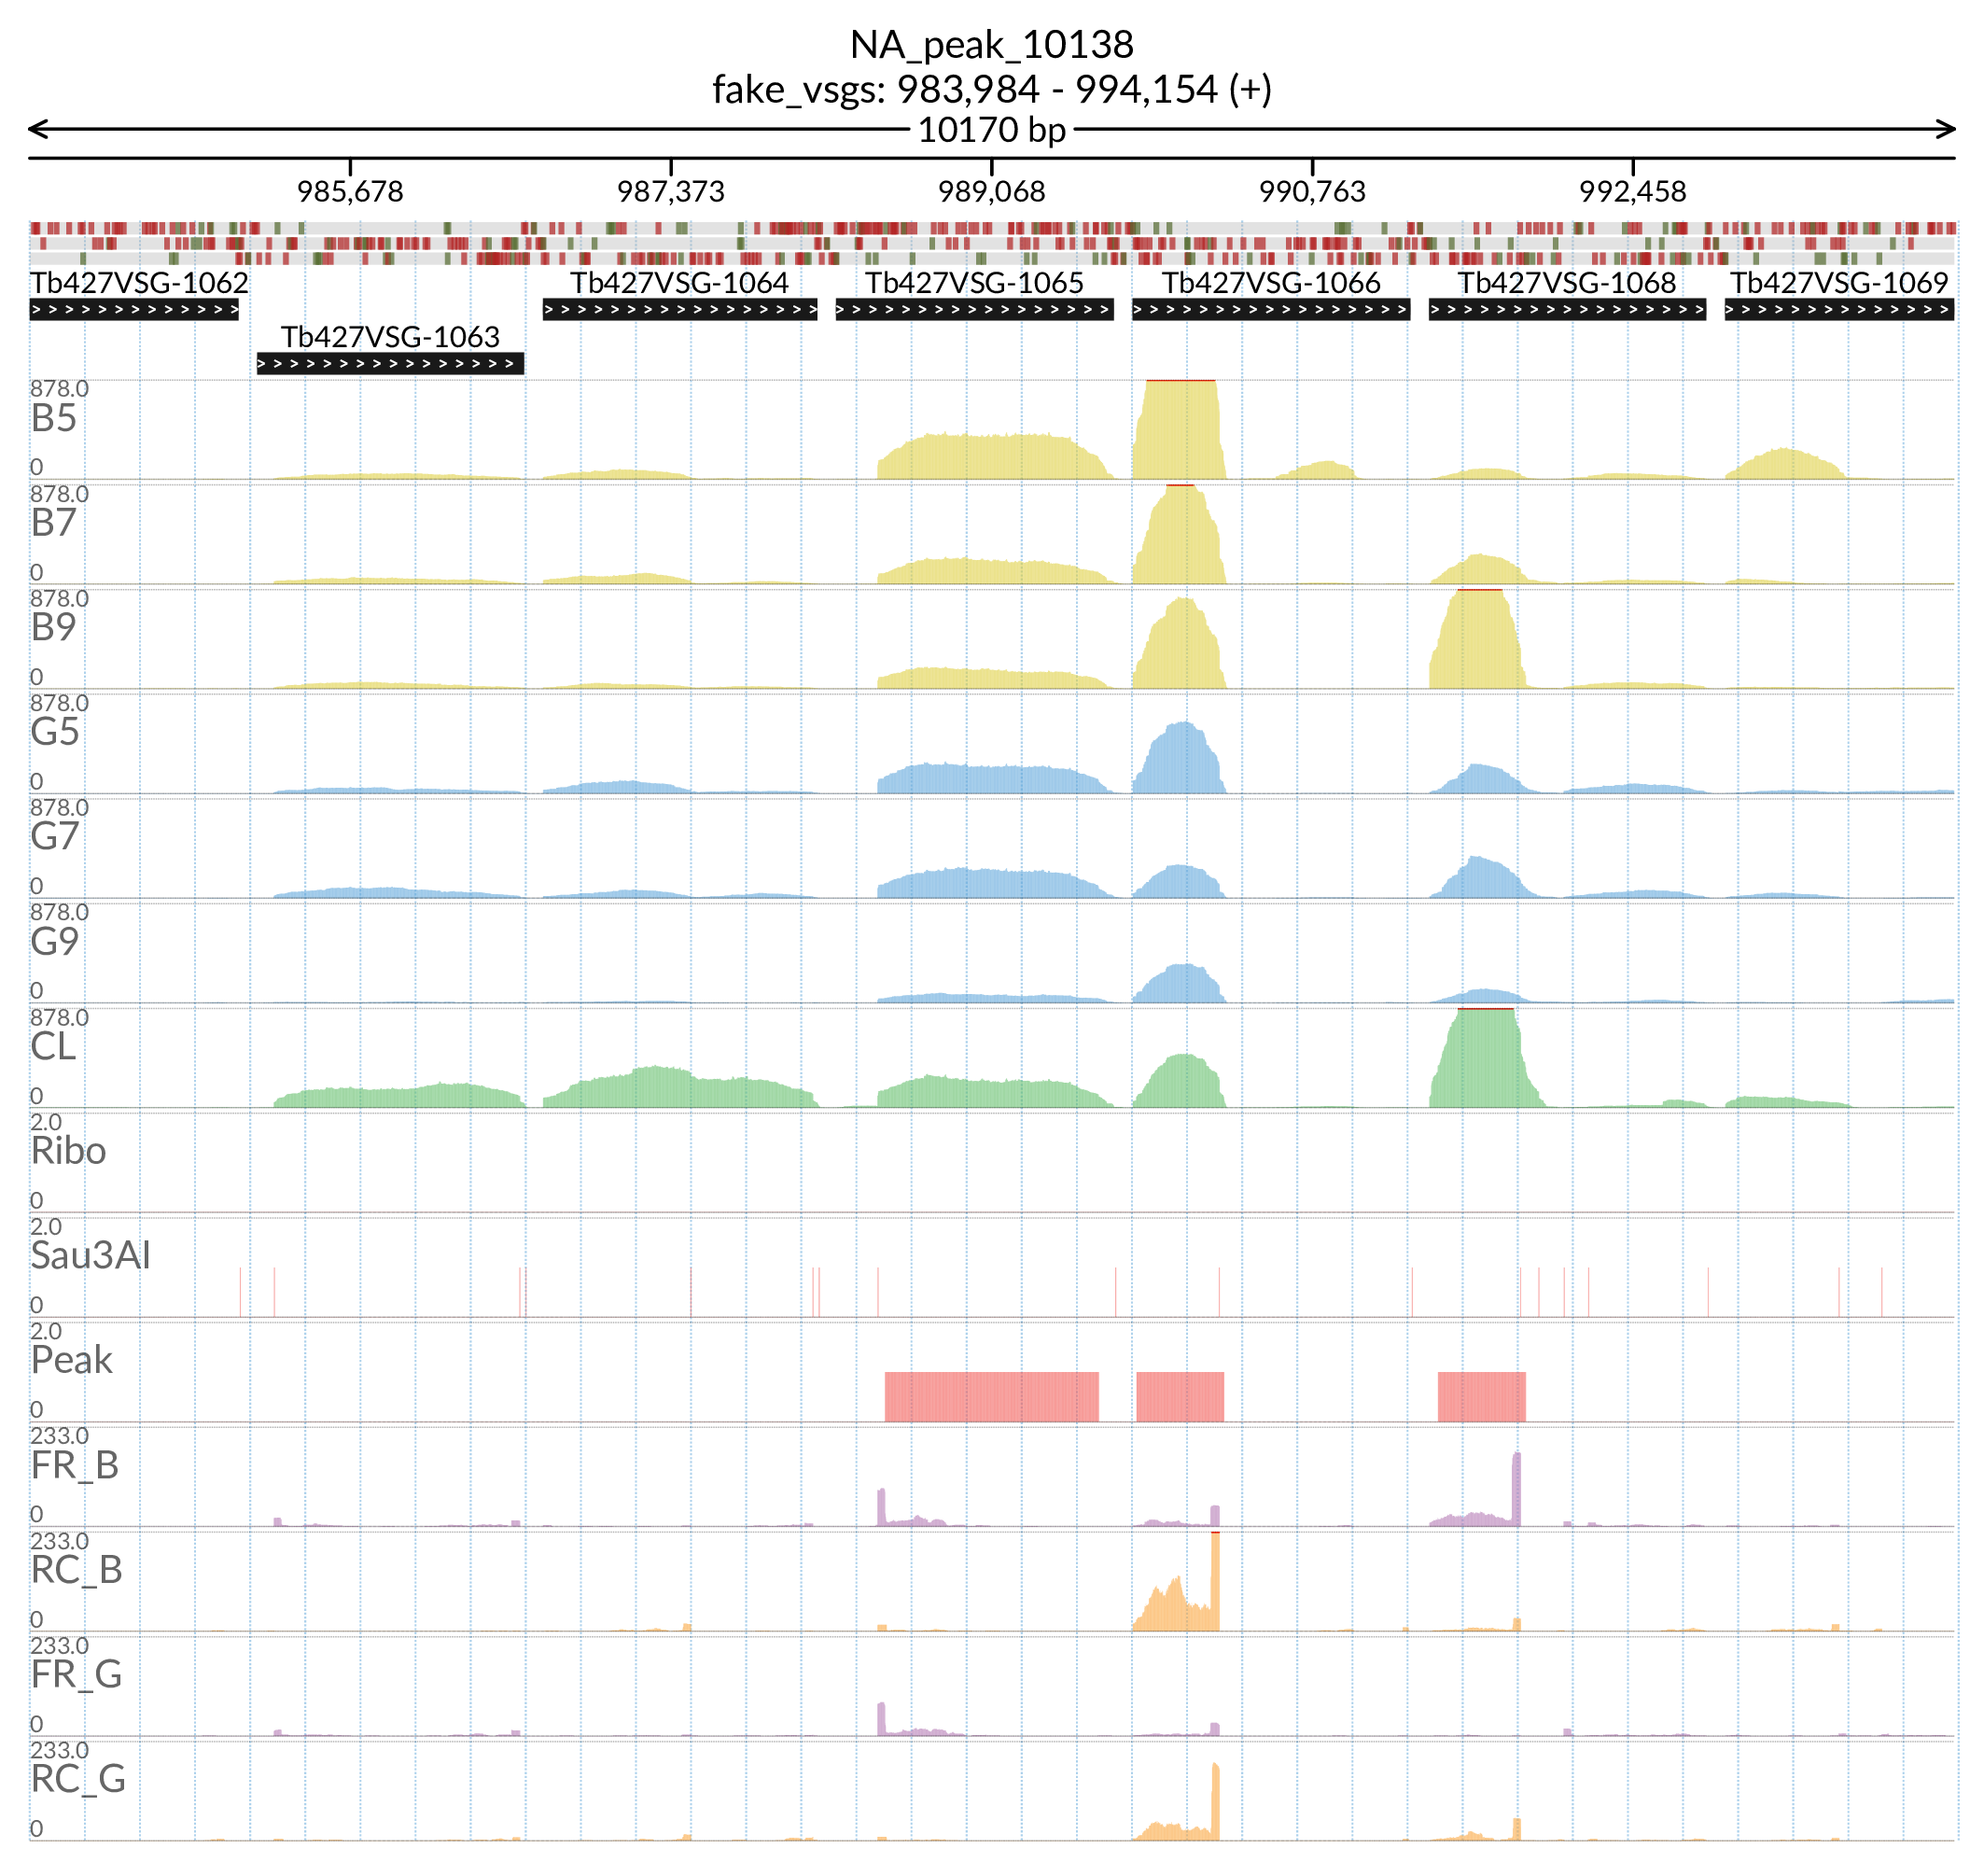 NA_peak_10138
fake_vsgs: 983,984 - 994,154 (+)
10170 bp
985,678 987,373 989,068 990,763 992,458
Tb427VSG-1062 Tb427VSG-1064 Tb427VSG-1065 Tb427VSG-1066 Tb427VSG-1068 Tb427VSG-1069
Tb427VSG-1063
878.0
B5
0
878.0
B7
0
878.0
B9
0
878.0
G5
0
878.0
G7
0
878.0
G9
0
878.0
CL
0
2.0
Ribo
0
2.0
Sau3AI
0
2.0
Peak
0
233.0
FR_B
0
233.0
RC_B
0
233.0
FR_G
0
233.0
RC_G
0